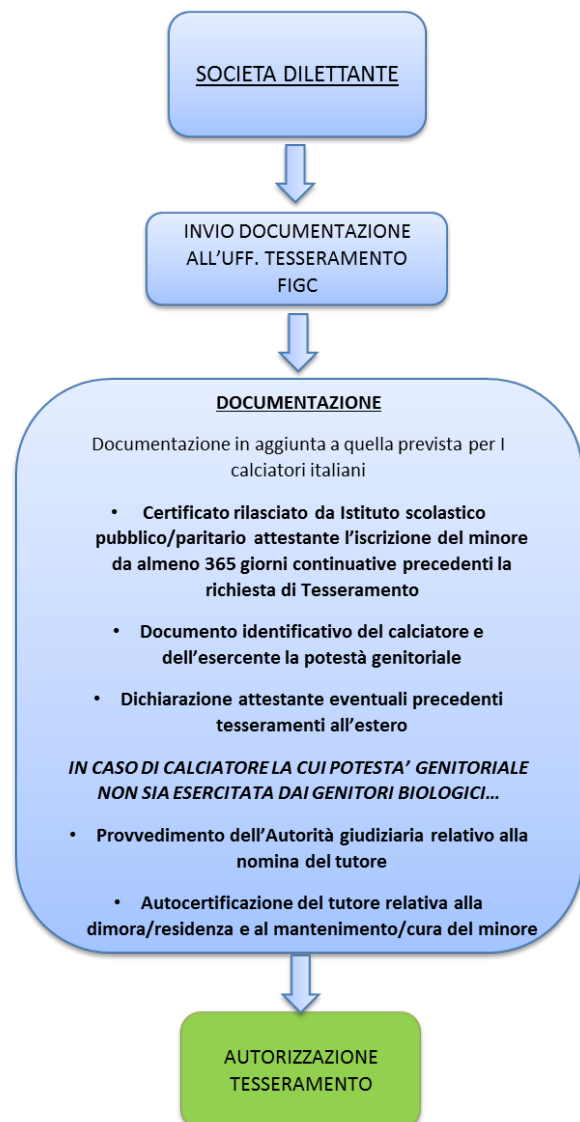 SOCIETA DILETTANTE
INVIO DOCUMENTAZIONE
ALL’UFF. TESSERAMENTO
FIGC
DOCUMENTAZIONE
Documentazione in aggiunta a quella prevista per I
calciatori italiani
• Certificato rilasciato da Istituto scolastico
pubblico/paritario attestante l’iscrizione del minore
da almeno 365 giorni continuative precedenti la
richiesta di Tesseramento
• Documento identificativo del calciatore e
dell’esercente la potestà genitoriale
• Dichiarazione attestante eventuali precedenti
tesseramenti all’estero
IN CASO DI CALCIATORE LA CUI POTESTA’ GENITORIALE
NON SIA ESERCITATA DAI GENITORI BIOLOGICI…
• Provvedimento dell’Autorità giudiziaria relativo alla
nomina del tutore
• Autocertificazione del tutore relativa alla
dimora/residenza e al mantenimento/cura del minore
AUTORIZZAZIONE
TESSERAMENTO